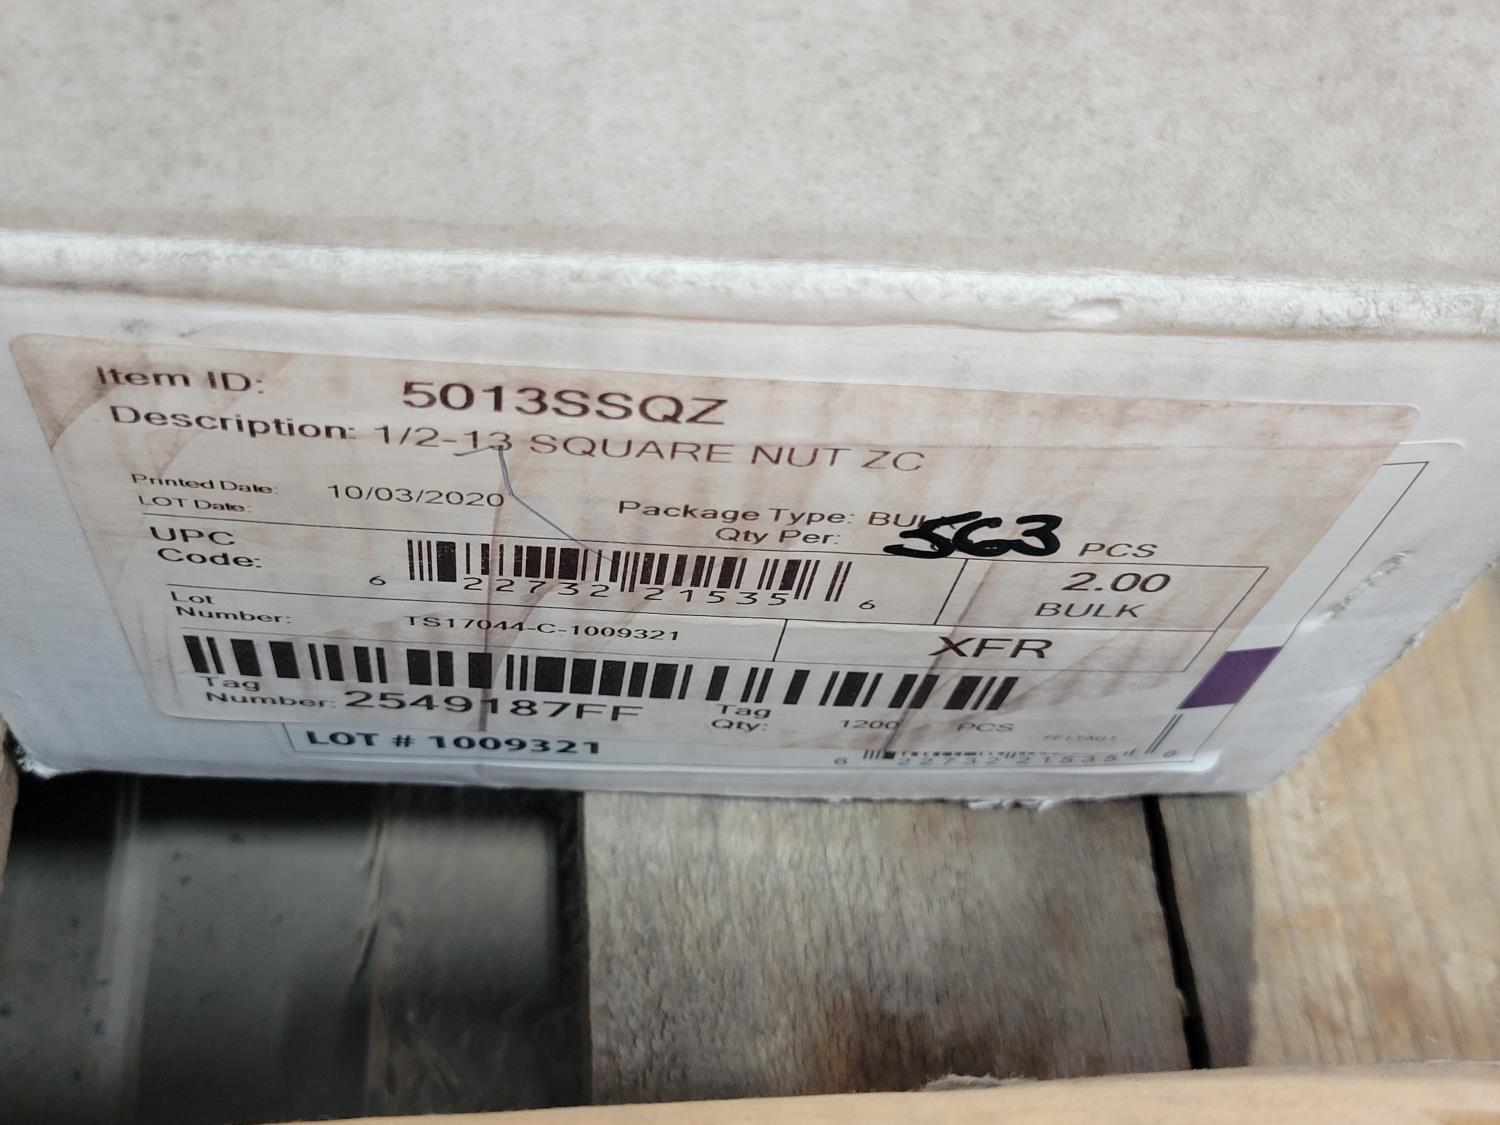 Item ID: 5013SSQZ
Description: 1/2-13 SQUARE NUT ZC
Printed Date: 10/03/2020
LOT Date:
Package Type:
Qty Per: 563 PCS
UPC Code:
6 22732 21535 6
2.00
BULK
Lot Number: TS17044-C-1009321
XFR
Tag Number: 2549187FF
Tag Qty: 1200 PCS
LOT # 1009321
6 22732 21535 6